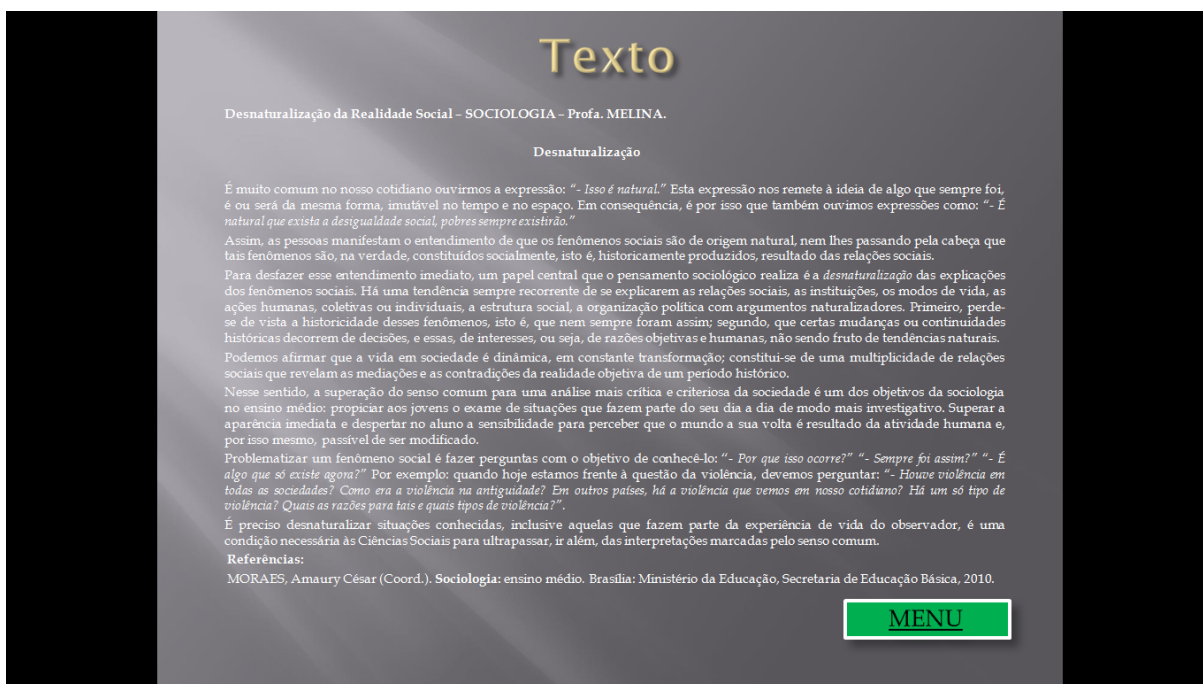 Texto
Desnaturalização da Realidade Social – SOCIOLOGIA – Profa. MELINA.
Desnaturalização
É muito comum no nosso cotidiano ouvirmos a expressão: “- Isso é natural.” Esta expressão nos remete à ideia de algo que sempre foi,
é ou será da mesma forma, imutável no tempo e no espaço. Em consequência, é por isso que também ouvimos expressões como: “- É
natural que exista a desigualdade social, pobres sempre existirão.”
Assim, as pessoas manifestam o entendimento de que os fenômenos sociais são de origem natural, nem lhes passando pela cabeça que
tais fenômenos são, na verdade, constituídos socialmente, isto é, historicamente produzidos, resultado das relações sociais.
Para desfazer esse entendimento imediato, um papel central que o pensamento sociológico realiza é a desnaturalização das explicações
dos fenômenos sociais. Há uma tendência sempre recorrente de se explicarem as relações sociais, as instituições, os modos de vida, as
ações humanas, coletivas ou individuais, a estrutura social, a organização política com argumentos naturalizadores. Primeiro, perde-
se de vista a historicidade desses fenômenos, isto é, que nem sempre foram assim; segundo, que certas mudanças ou continuidades
históricas decorrem de decisões, e essas, de interesses, ou seja, de razões objetivas e humanas, não sendo fruto de tendências naturais.
Podemos afirmar que a vida em sociedade é dinâmica, em constante transformação; constitui-se de uma multiplicidade de relações
sociais que revelam as mediações e as contradições da realidade objetiva de um período histórico.
Nesse sentido, a superação do senso comum para uma análise mais crítica e criteriosa da sociedade é um dos objetivos da sociologia
no ensino médio: propiciar aos jovens o exame de situações que fazem parte do seu dia a dia de modo mais investigativo. Superar a
aparência imediata e despertar no aluno a sensibilidade para perceber que o mundo a sua volta é resultado da atividade humana e,
por isso mesmo, passível de ser modificado.
Problematizar um fenômeno social é fazer perguntas com o objetivo de conhecê-lo: “- Por que isso ocorre?” “- Sempre foi assim?” “- É
algo que só existe agora?” Por exemplo: quando hoje estamos frente à questão da violência, devemos perguntar: “- Houve violência em
todas as sociedades? Como era a violência na antiguidade? Em outros países, há a violência que vemos em nosso cotidiano? Há um só tipo de
violência? Quais as razões para tais e quais tipos de violência?”.
É preciso desnaturalizar situações conhecidas, inclusive aquelas que fazem parte da experiência de vida do observador, é uma
condição necessária às Ciências Sociais para ultrapassar, ir além, das interpretações marcadas pelo senso comum.
Referências:
MORAES, Amaury César (Coord.). Sociologia: ensino médio. Brasília: Ministério da Educação, Secretaria de Educação Básica, 2010.
MENU